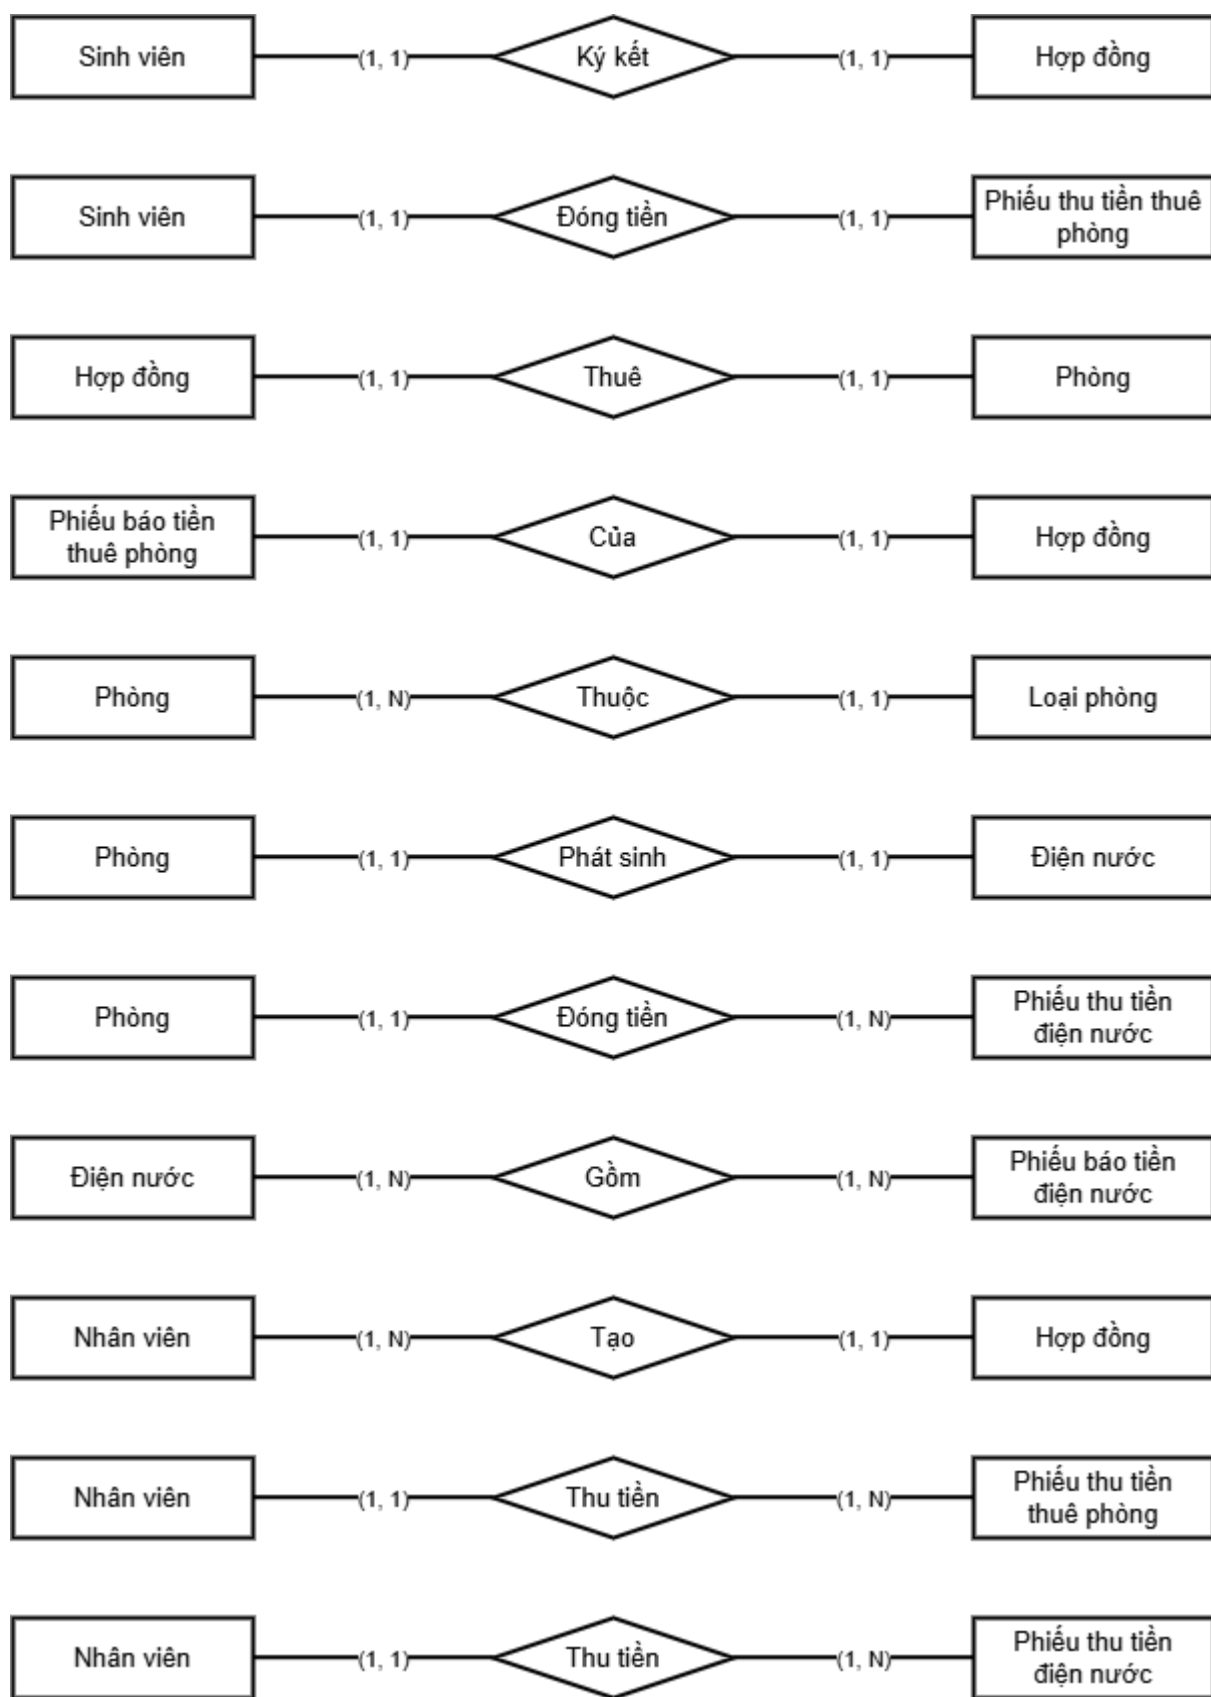 Sinh viên (1, 1) Ký kết (1, 1) Hợp đồng
Sinh viên (1, 1) Đóng tiền (1, 1) Phiếu thu tiền thuê
phòng
Hợp đồng (1, 1) Thuê (1, 1) Phòng
Phiếu báo tiền
thuê phòng (1, 1) Của (1, 1) Hợp đồng
Phòng (1, N) Thuộc (1, 1) Loại phòng
Phòng (1, 1) Phát sinh (1, 1) Điện nước
Phòng (1, 1) Đóng tiền (1, N) Phiếu thu tiền
điện nước
Điện nước (1, N) Gồm (1, N) Phiếu báo tiền
điện nước
Nhân viên (1, N) Tạo (1, 1) Hợp đồng
Nhân viên (1, 1) Thu tiền (1, N) Phiếu thu tiền
thuê phòng
Nhân viên (1, 1) Thu tiền (1, N) Phiếu thu tiền
điện nước